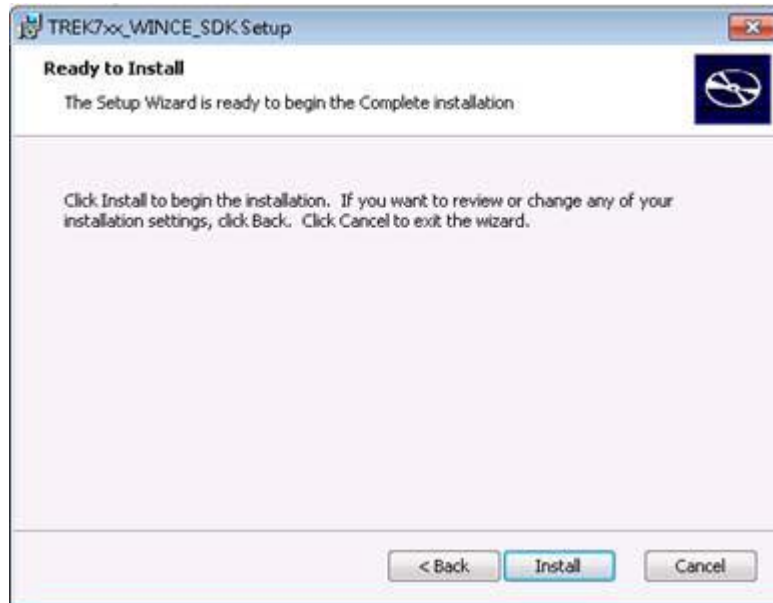 TREK7xx_WINCE_SDK Setup
Ready to Install
The Setup Wizard is ready to begin the Complete installation
Click Install to begin the installation. If you want to review or change any of your
installation settings, click Back. Click Cancel to exit the wizard.
< Back Install Cancel